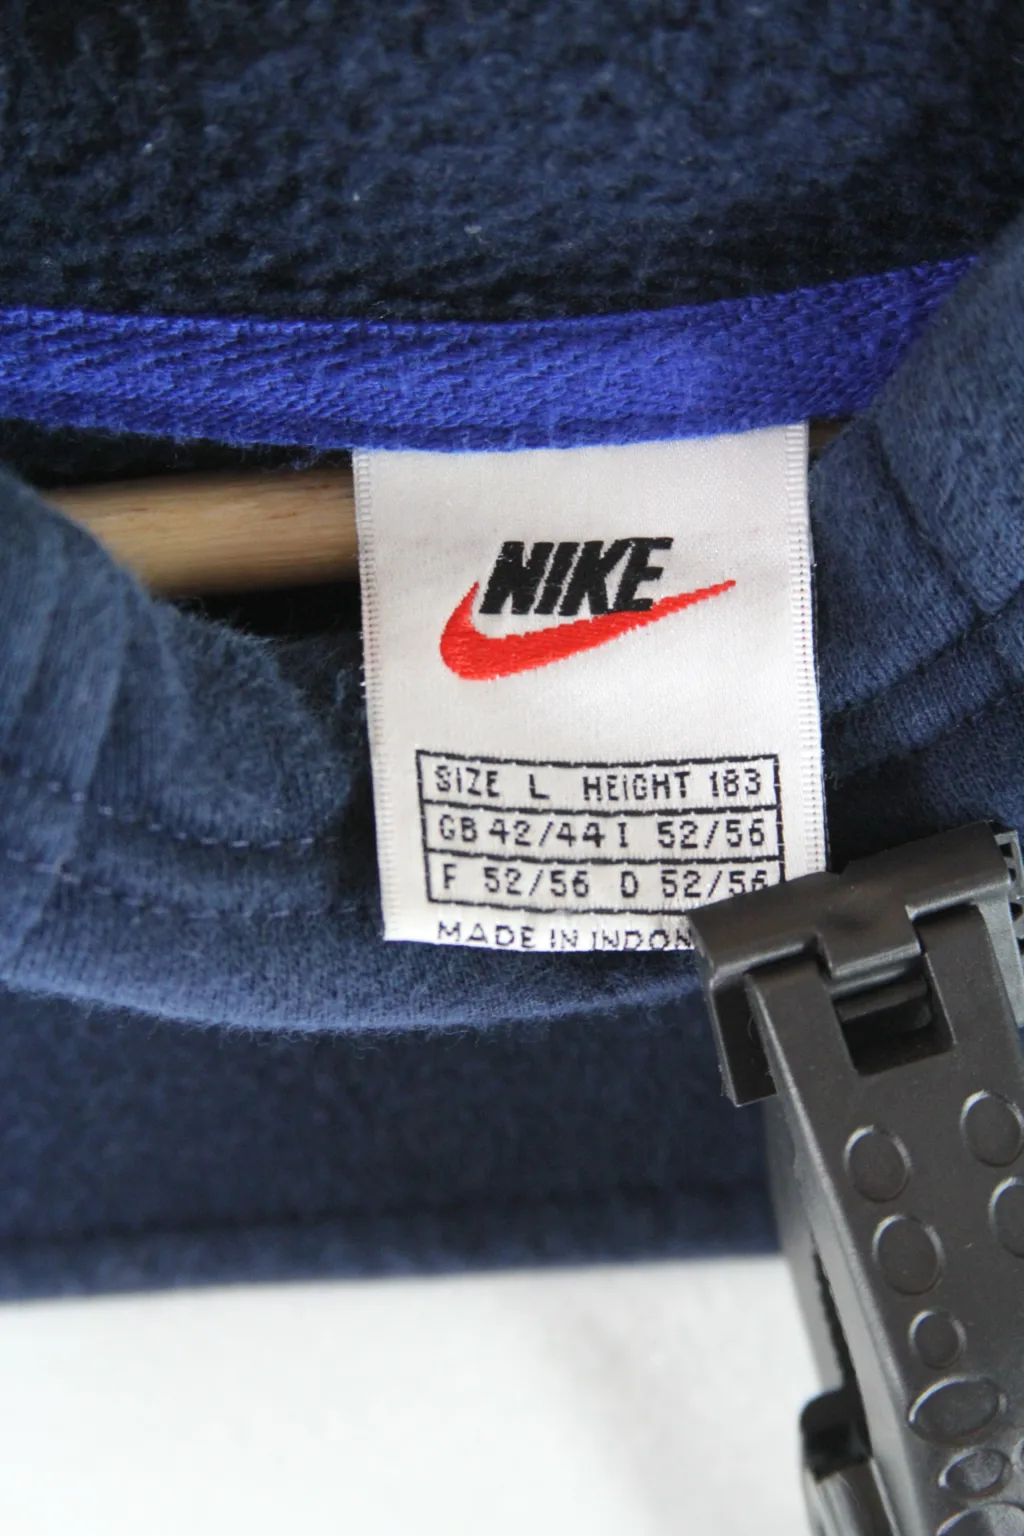 NIKE
SIZE L HEIGHT 183
GB 42/44 I 52/56
F 52/56 D 52/56
MADE IN INDON